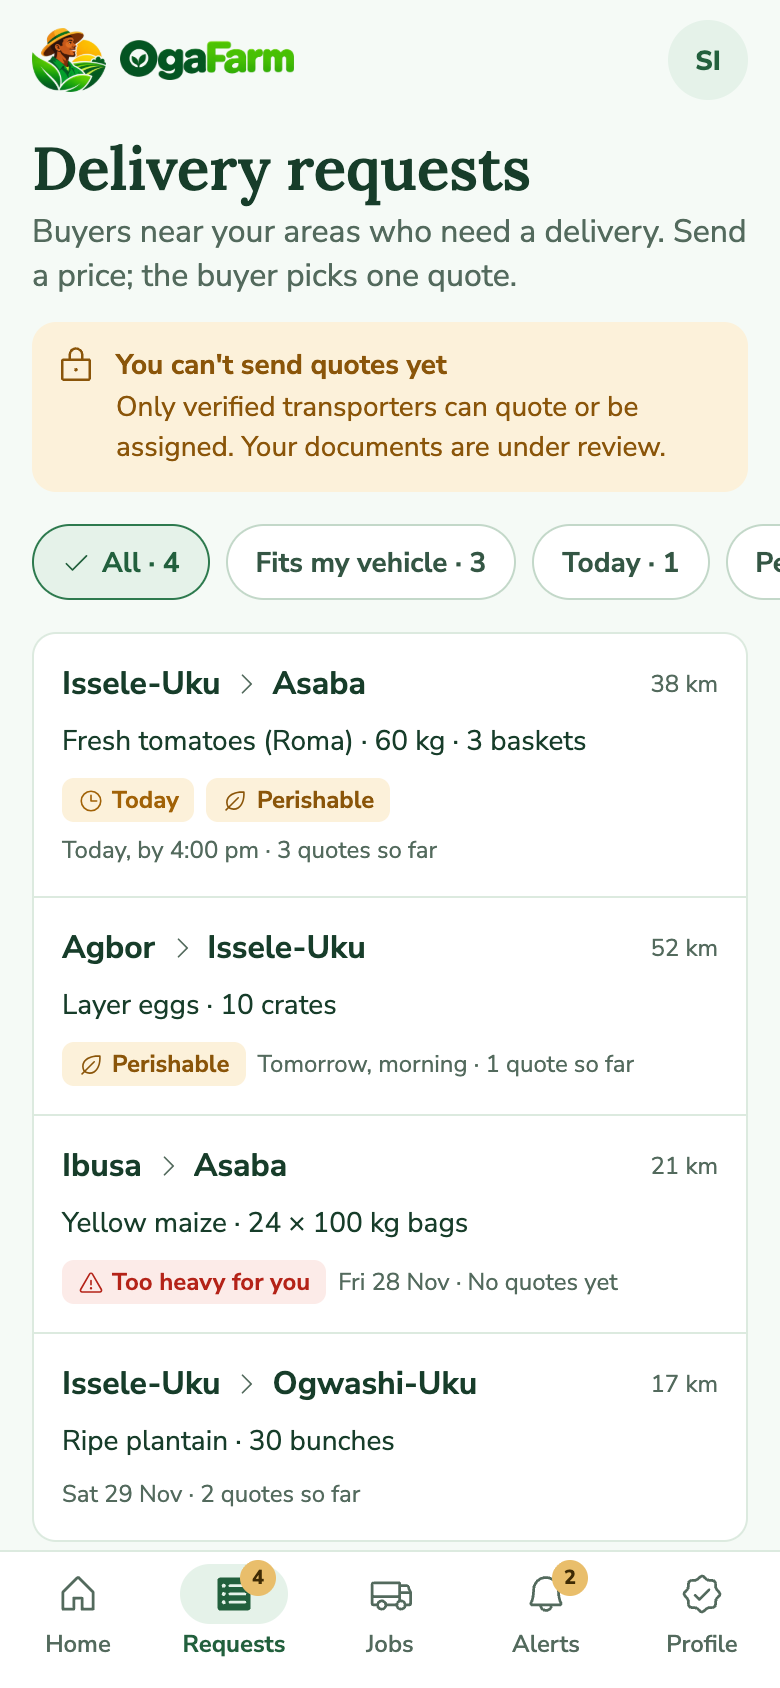 OgaFarm
SI
Delivery requests
Buyers near your areas who need a delivery. Send
a price; the buyer picks one quote.
You can't send quotes yet
Only verified transporters can quote or be
assigned. Your documents are under review.
All · 4
Fits my vehicle · 3
Today · 1
Pe
Issele-Uku > Asaba
38 km
Fresh tomatoes (Roma) · 60 kg · 3 baskets
Today
Perishable
Today, by 4:00 pm · 3 quotes so far
Agbor > Issele-Uku
52 km
Layer eggs · 10 crates
Perishable
Tomorrow, morning · 1 quote so far
Ibusa > Asaba
21 km
Yellow maize · 24 × 100 kg bags
Too heavy for you
Fri 28 Nov · No quotes yet
Issele-Uku > Ogwashi-Uku
17 km
Ripe plantain · 30 bunches
Sat 29 Nov · 2 quotes so far
4
2
Home
Requests
Jobs
Alerts
Profile